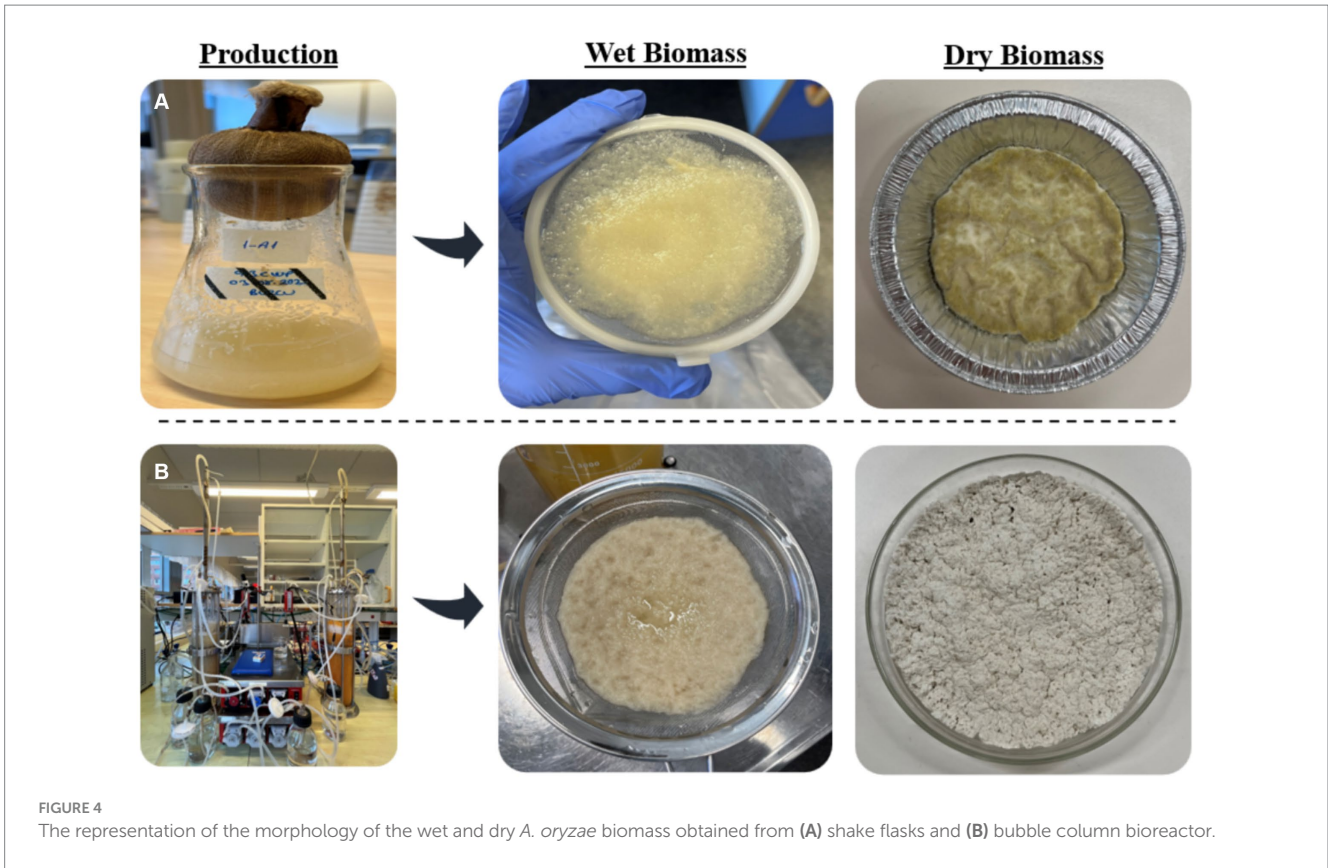 Production
Wet Biomass
Dry Biomass
A
1-A1
B
FIGURE 4
The representation of the morphology of the wet and dry A. oryzae biomass obtained from (A) shake flasks and (B) bubble column bioreactor.